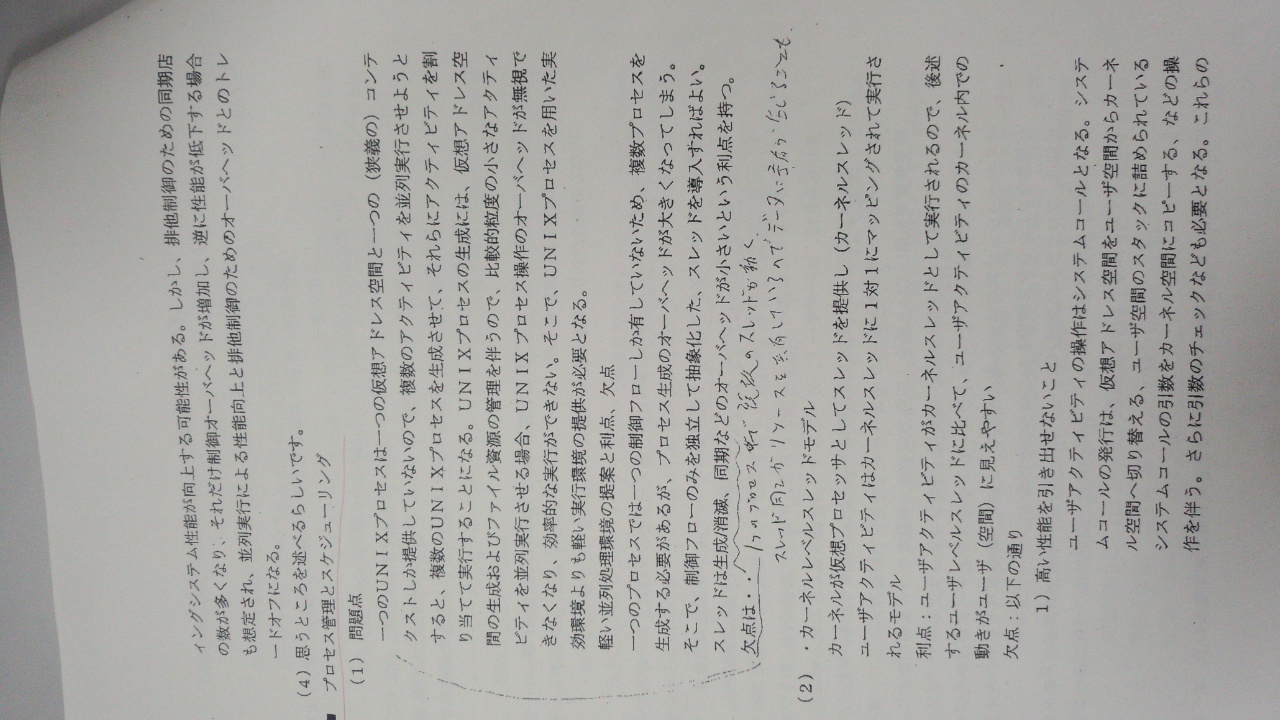 ィングシステム性能が向上する可能性がある。しかし、排他制御のための同期店
の数が多くなり、それだけ制御オーバヘッドが増加し、逆に性能が低下する場合
も想定され、並列実行による性能向上と排他制御のためのオーバヘッドとのトレ
ードオフになる。
（4）思うところを述べるらしいです。
■ プロセス管理とスケジューリング
（1） 問題点
一つのＵＮＩＸプロセスは一つの仮想アドレス空間と一つの（狭義の）コンテ
クストしか提供していないので、複数のアクティビティを並列実行させようと
すると、複数のＵＮＩＸプロセスを生成させて、それらにアクティビティを割
り当てて実行することになる。ＵＮＩＸプロセスの生成には、仮想アドレス空
間の生成およびファイル資源の管理を伴うので、比較的粒度の小さなアクティ
ビティを並列実行させる場合、ＵＮＩＸプロセス操作のオーバヘッドが無視で
きなくなり、効率的な実行ができない。そこで、ＵＮＩＸプロセスを用いた実
効環境よりも軽い実行環境の提供が必要となる。
軽い並列処理環境の提案と利点、欠点
一つのプロセスでは一つの制御フローしか有していないため、複数プロセスを
生成する必要があるが、プロセス生成のオーバヘッドが大きくなってしまう。
そこで、制御フローのみを独立して抽象化した、スレッドを導入すればよい。
スレッドは生成/消滅、同期などのオーバヘッドが小さいという利点を持つ。
欠点は・・ 1つのプロセス中で複数のスレッドが動く
スレッド同士がリソースを共有しているのでデータに矛盾が生じることも。
（2） ・カーネルレベルスレッドモデル
カーネルが仮想プロセッサとしてスレッドを提供し（カーネルスレッド）
ユーザアクティビティはカーネルスレッドに１対１にマッピングされて実行さ
れるモデル
利点：ユーザアクティビティがカーネルスレッドとして実行されるので、後述
するユーザレベルスレッドに比べて、ユーザアクティビティのカーネル内での
動きがユーザ（空間）に見えやすい
欠点：以下の通り
1）高い性能を引き出せないこと
ユーザアクティビティの操作はシステムコールとなる。システ
ムコールの発行は、仮想アドレス空間をユーザ空間からカーネ
ル空間へ切り替える、ユーザ空間のスタックに詰められている
システムコールの引数をカーネル空間にコピーする、などの操
作を伴う。さらに引数のチェックなども必要となる。これらの